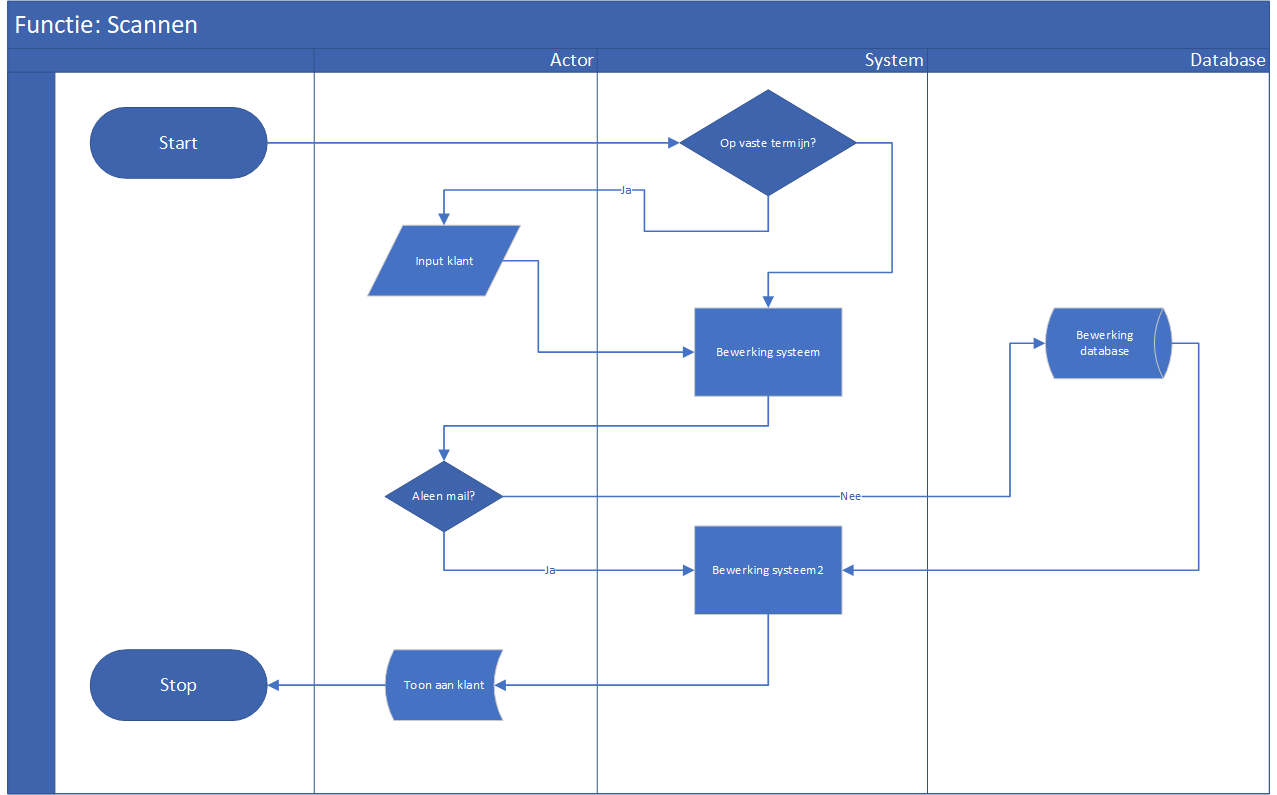 Functie: Scannen
Actor
System
Database
Start
Op vaste termijn?
Ja
Input klant
Bewerking systeem
Bewerking
database
Aleen mail?
Nee
Ja
Bewerking systeem2
Stop
Toon aan klant